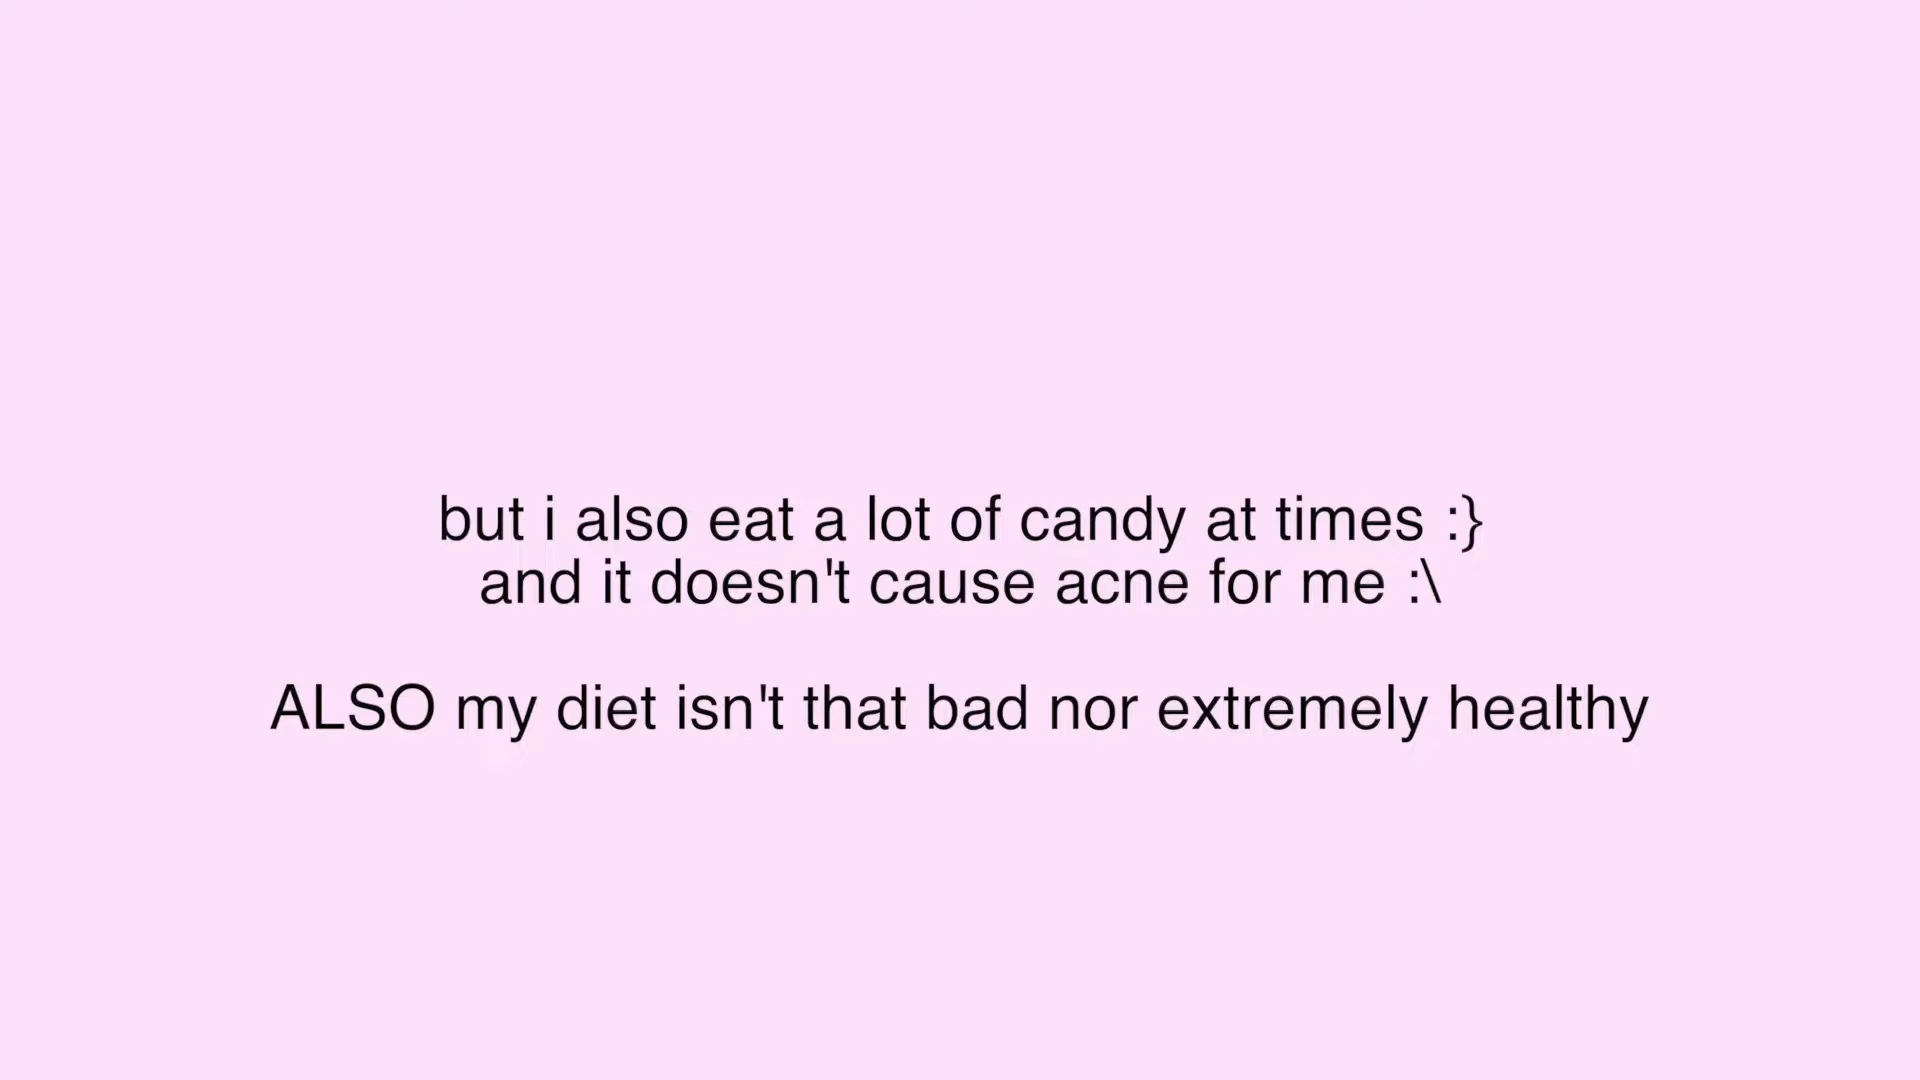 but i also eat a lot of candy at times :}
and it doesn't cause acne for me :\
ALSO my diet isn't that bad nor extremely healthy